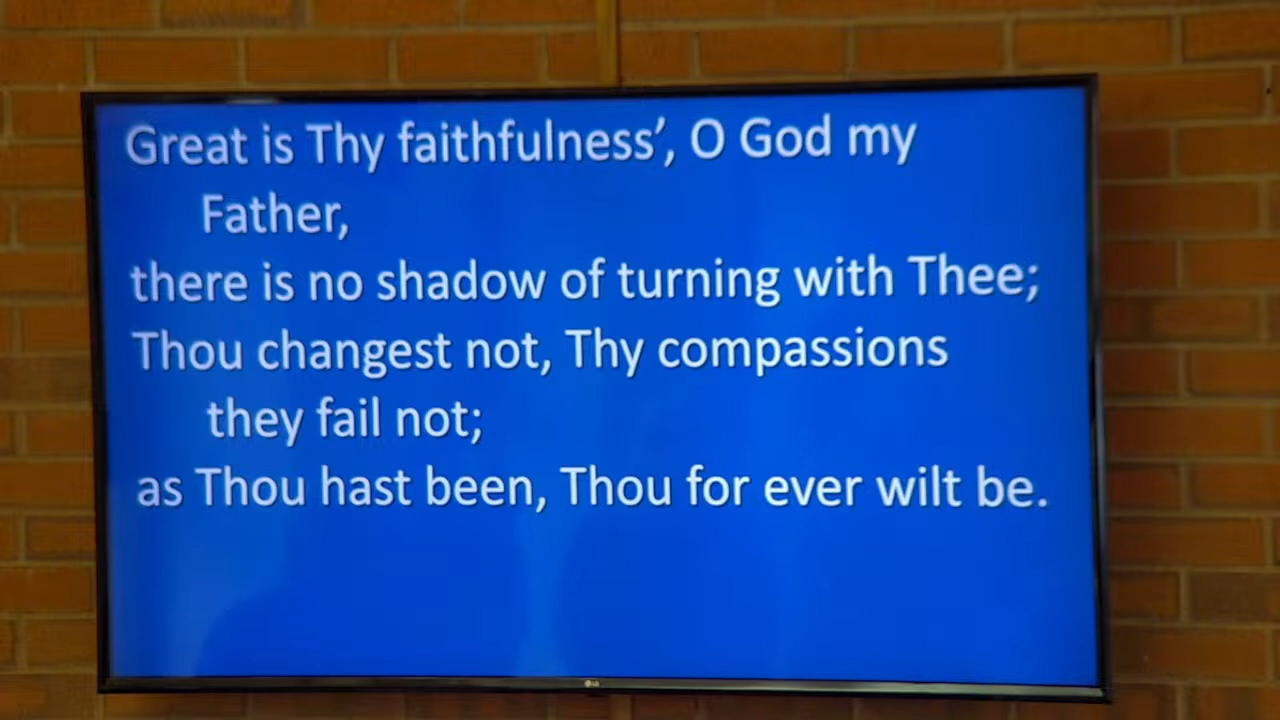 Great is Thy faithfulness’, O God my
Father,
there is no shadow of turning with Thee;
Thou changest not, Thy compassions
they fail not;
as Thou hast been, Thou for ever wilt be.
LG